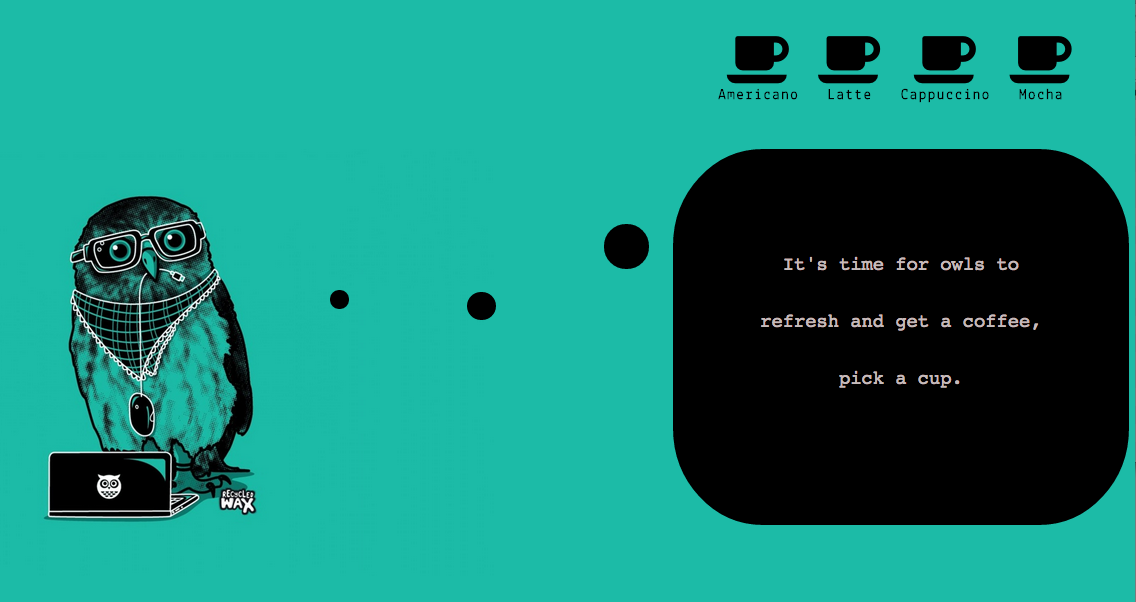 Americano Latte Cappuccino Mocha
It's time for owls to
refresh and get a coffee,
pick a cup.
RECYCLED
WAX